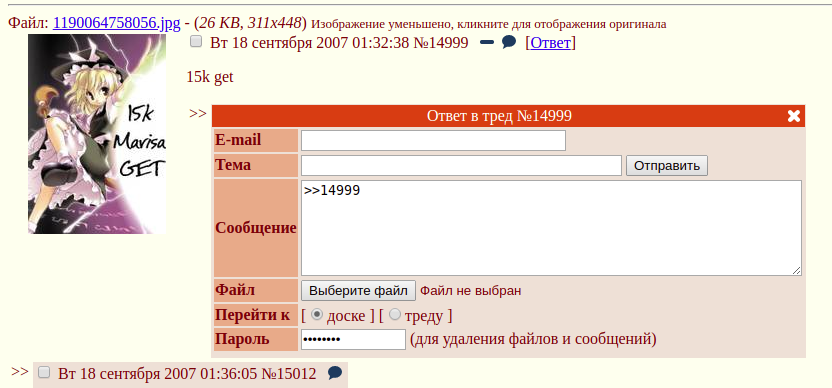 Файл: 1190064758056.jpg - (26 KB, 311x448) Изображение уменьшено, кликните для отображения оригинала
Вт 18 сентября 2007 01:32:38 №14999 [Ответ]
15k get
15k
Marisa
GET
>> Ответ в тред №14999
E-mail
Тема Отправить
Сообщение >>14999
Файл Выберите файл Файл не выбран
Перейти к [ доске ] [ треду ]
Пароль •••••••• (для удаления файлов и сообщений)
>> Вт 18 сентября 2007 01:36:05 №15012